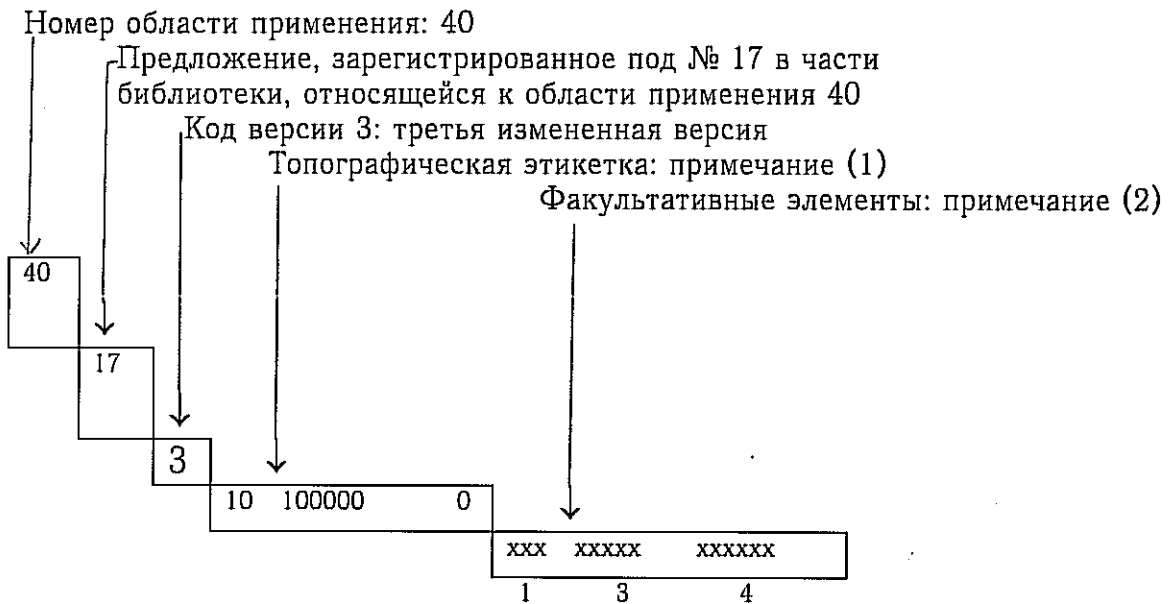 Номер области применения: 40
Предложение, зарегистрированное под № 17 в части
библиотеки, относящейся к области применения 40
Код версии 3: третья измененная версия
Топографическая этикетка: примечание (1)
Факультативные элементы: примечание (2)
40
17
3
10 100000 0
xxx xxxxx xxxxxx
1 3 4